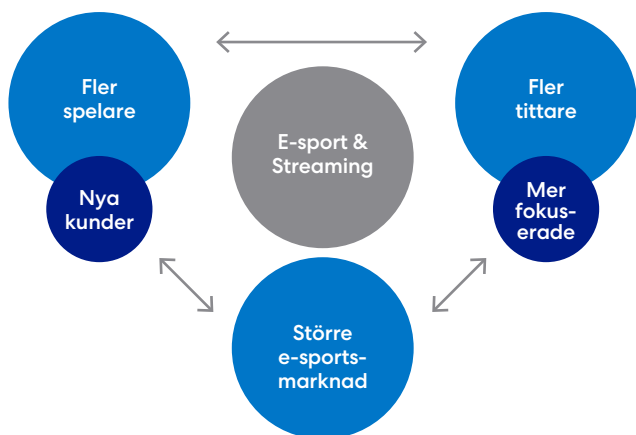 Fler
spelare
Nya
kunder
E-sport &
Streaming
Fler
tittare
Mer
fokus-
erade
Större
e-sports-
marknad